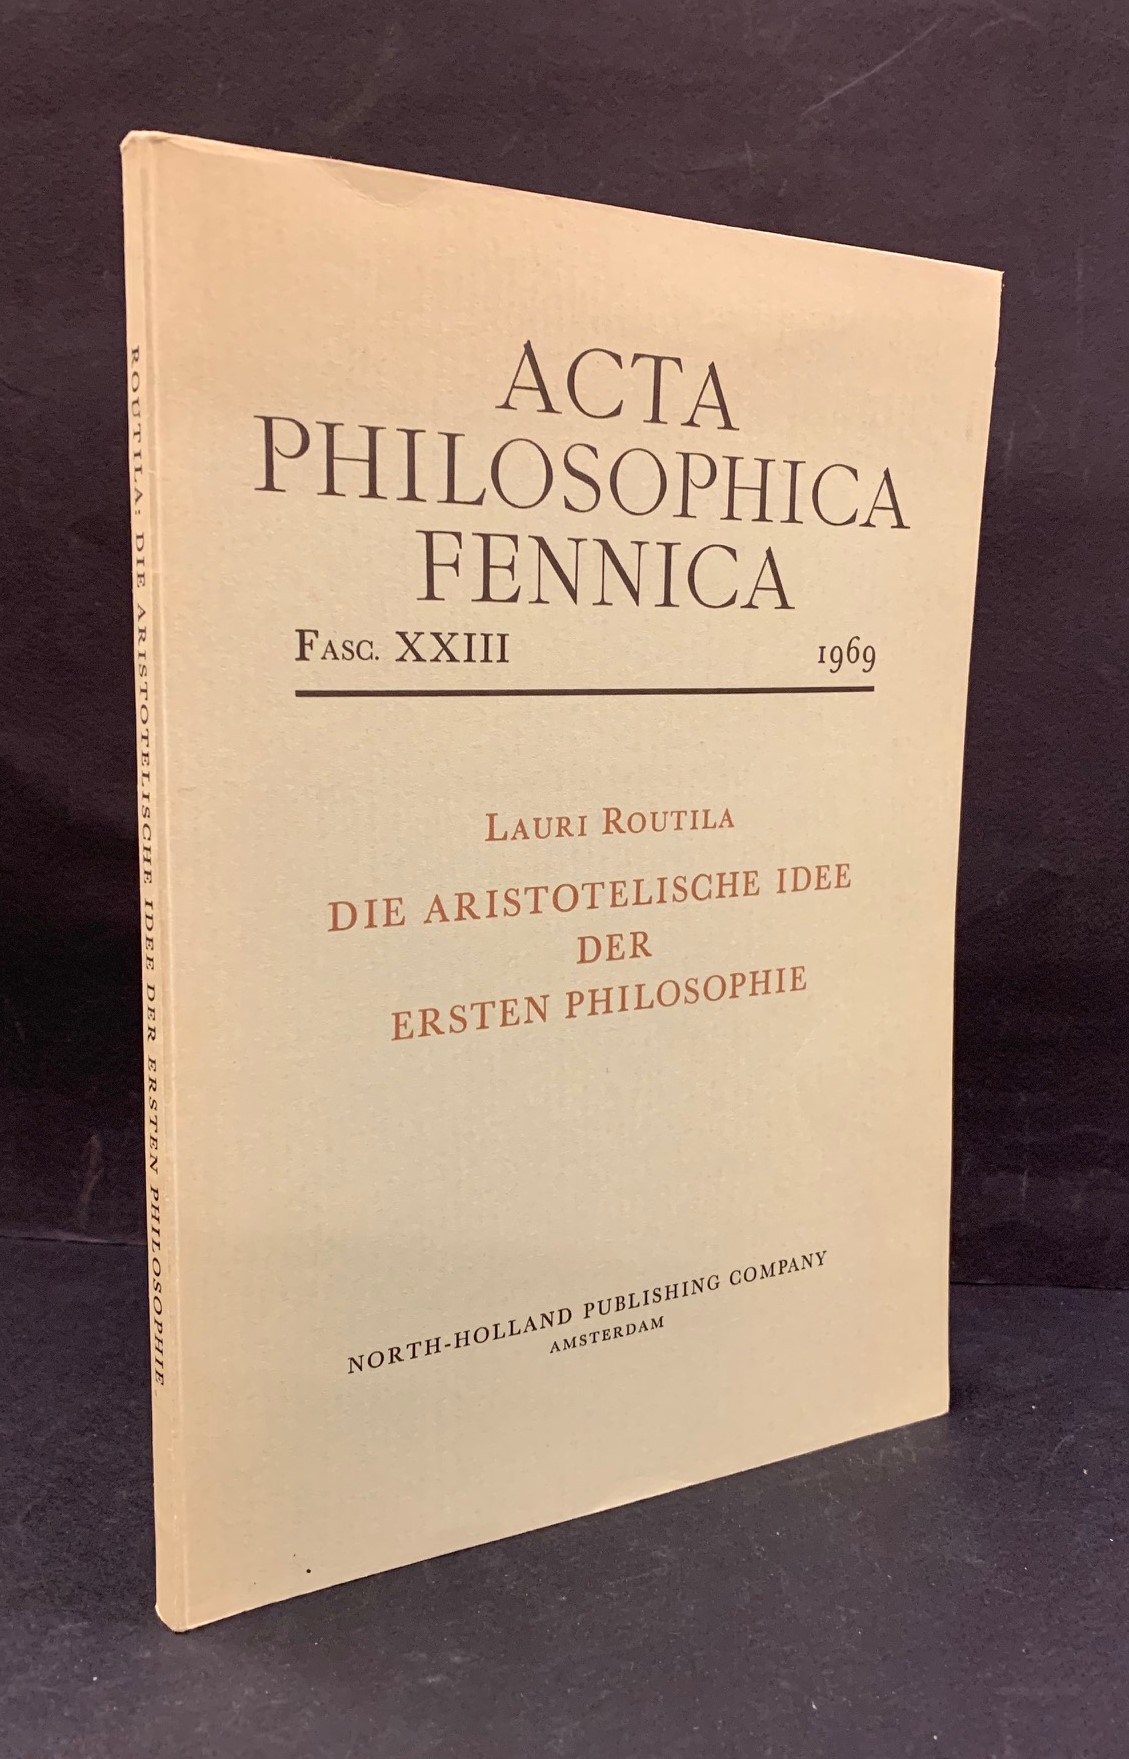 ACTA
PHILOSOPHICA
FENNICA
FASC. XXIII 1969
LAURI ROUTILA
DIE ARISTOTELISCHE IDEE
DER
ERSTEN PHILOSOPHIE
NORTH-HOLLAND PUBLISHING COMPANY
AMSTERDAM
ROUTILA: DIE ARISTOTELISCHE IDEE DER ERSTEN PHILOSOPHIE